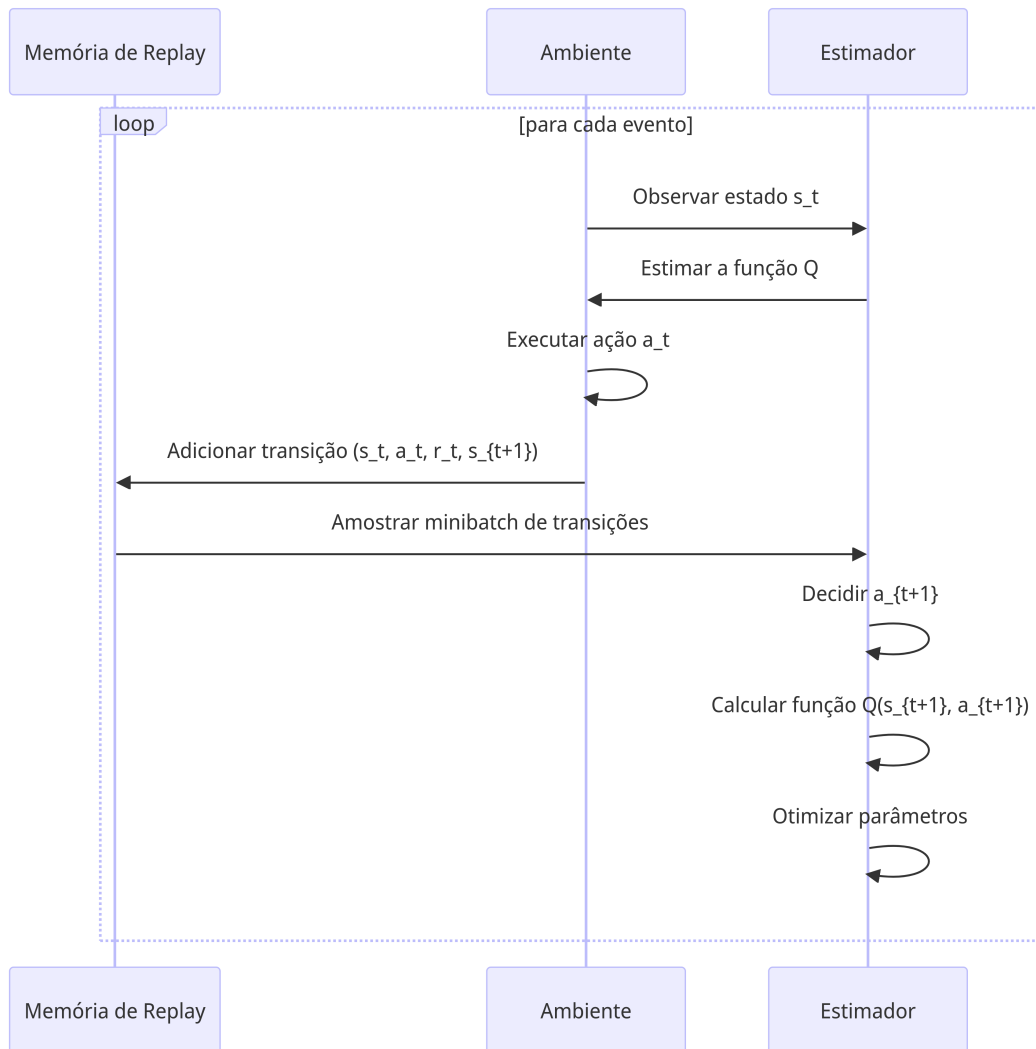 Memória de Replay
Ambiente
Estimador
loop
[para cada evento]
Observar estado s_t
Estimar a função Q
Executar ação a_t
Adicionar transição (s_t, a_t, r_t, s_{t+1})
Amostrar minibatch de transições
Decidir a_{t+1}
Calcular função Q(s_{t+1}, a_{t+1})
Otimizar parâmetros
Memória de Replay
Ambiente
Estimador